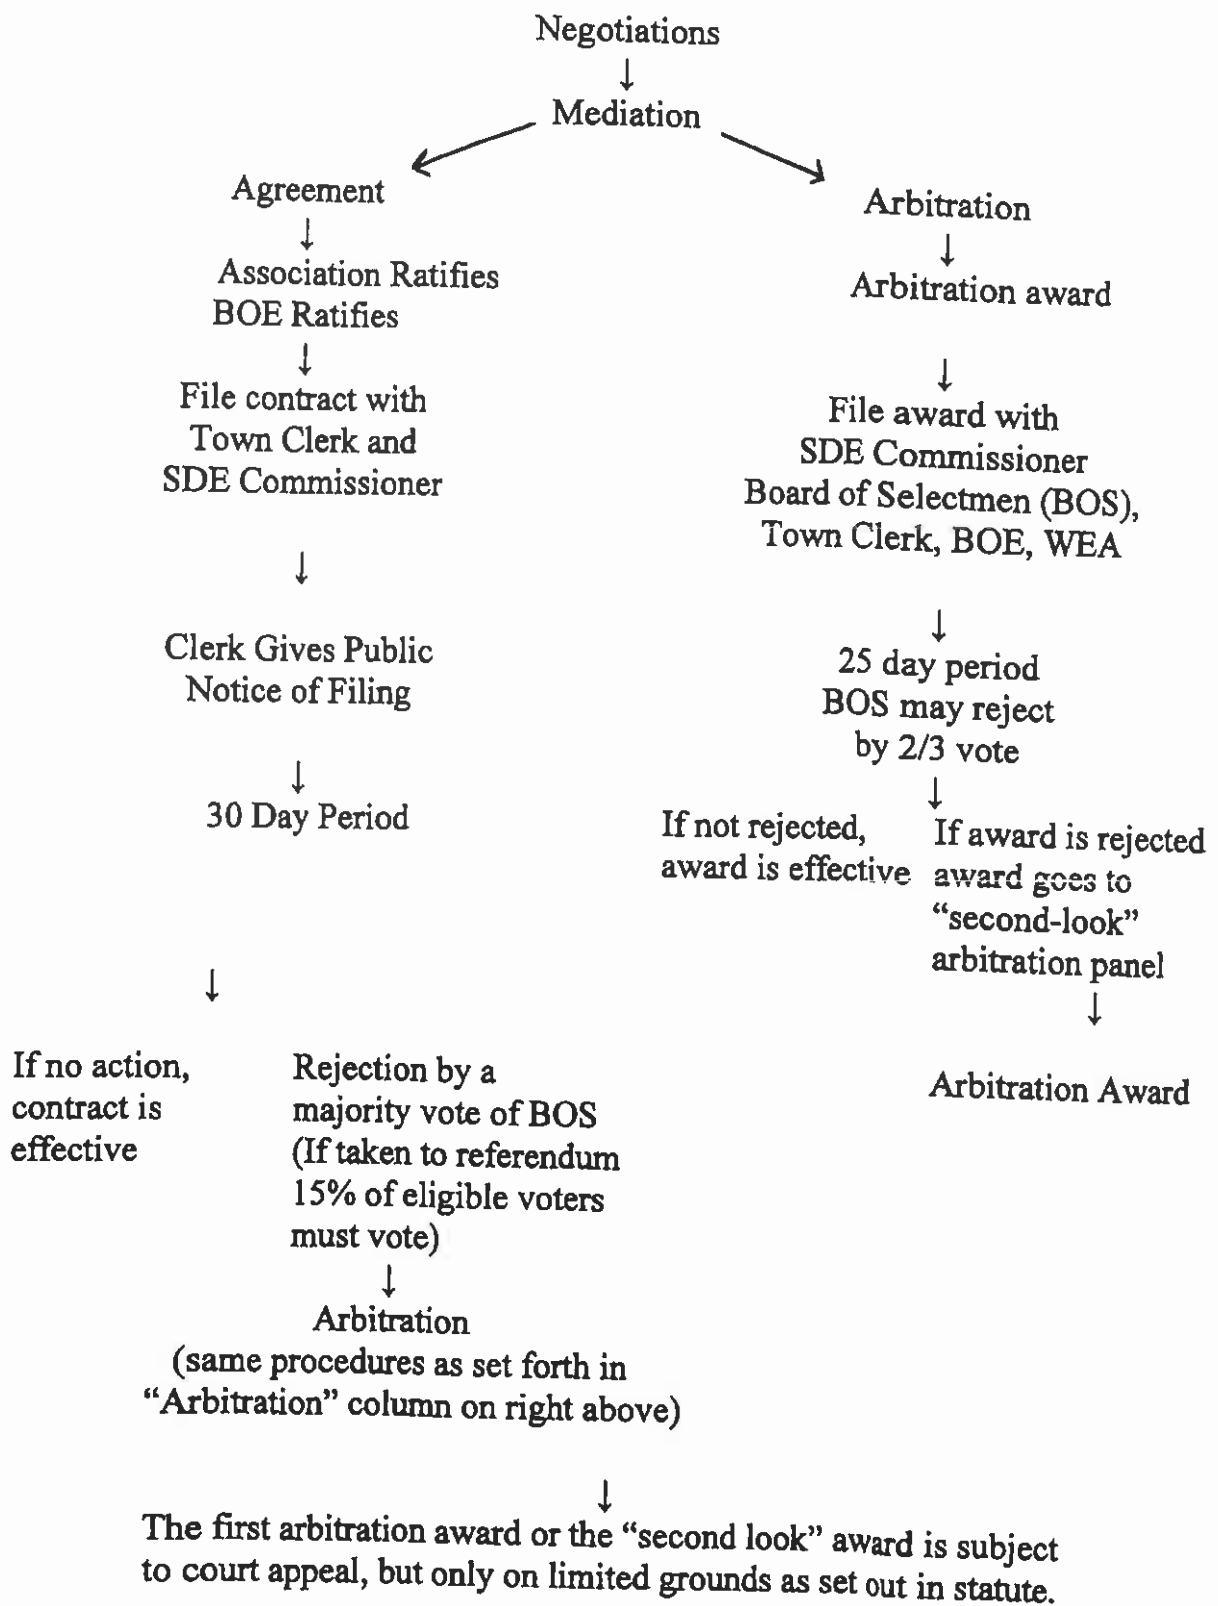 Negotiations
↓
Mediation
Agreement
↓
Association Ratifies
BOE Ratifies
↓
File contract with
Town Clerk and
SDE Commissioner
↓
Clerk Gives Public
Notice of Filing
↓
30 Day Period
↓
If no action,
contract is
effective
Rejection by a
majority vote of BOS
(If taken to referendum
15% of eligible voters
must vote)
↓
Arbitration
(same procedures as set forth in
“Arbitration” column on right above)
Arbitration
↓
Arbitration award
↓
File award with
SDE Commissioner
Board of Selectmen (BOS),
Town Clerk, BOE, WEA
↓
25 day period
BOS may reject
by 2/3 vote
↓
If not rejected,
award is effective
If award is rejected
award goes to
“second-look”
arbitration panel
↓
Arbitration Award
↓
The first arbitration award or the “second look” award is subject
to court appeal, but only on limited grounds as set out in statute.